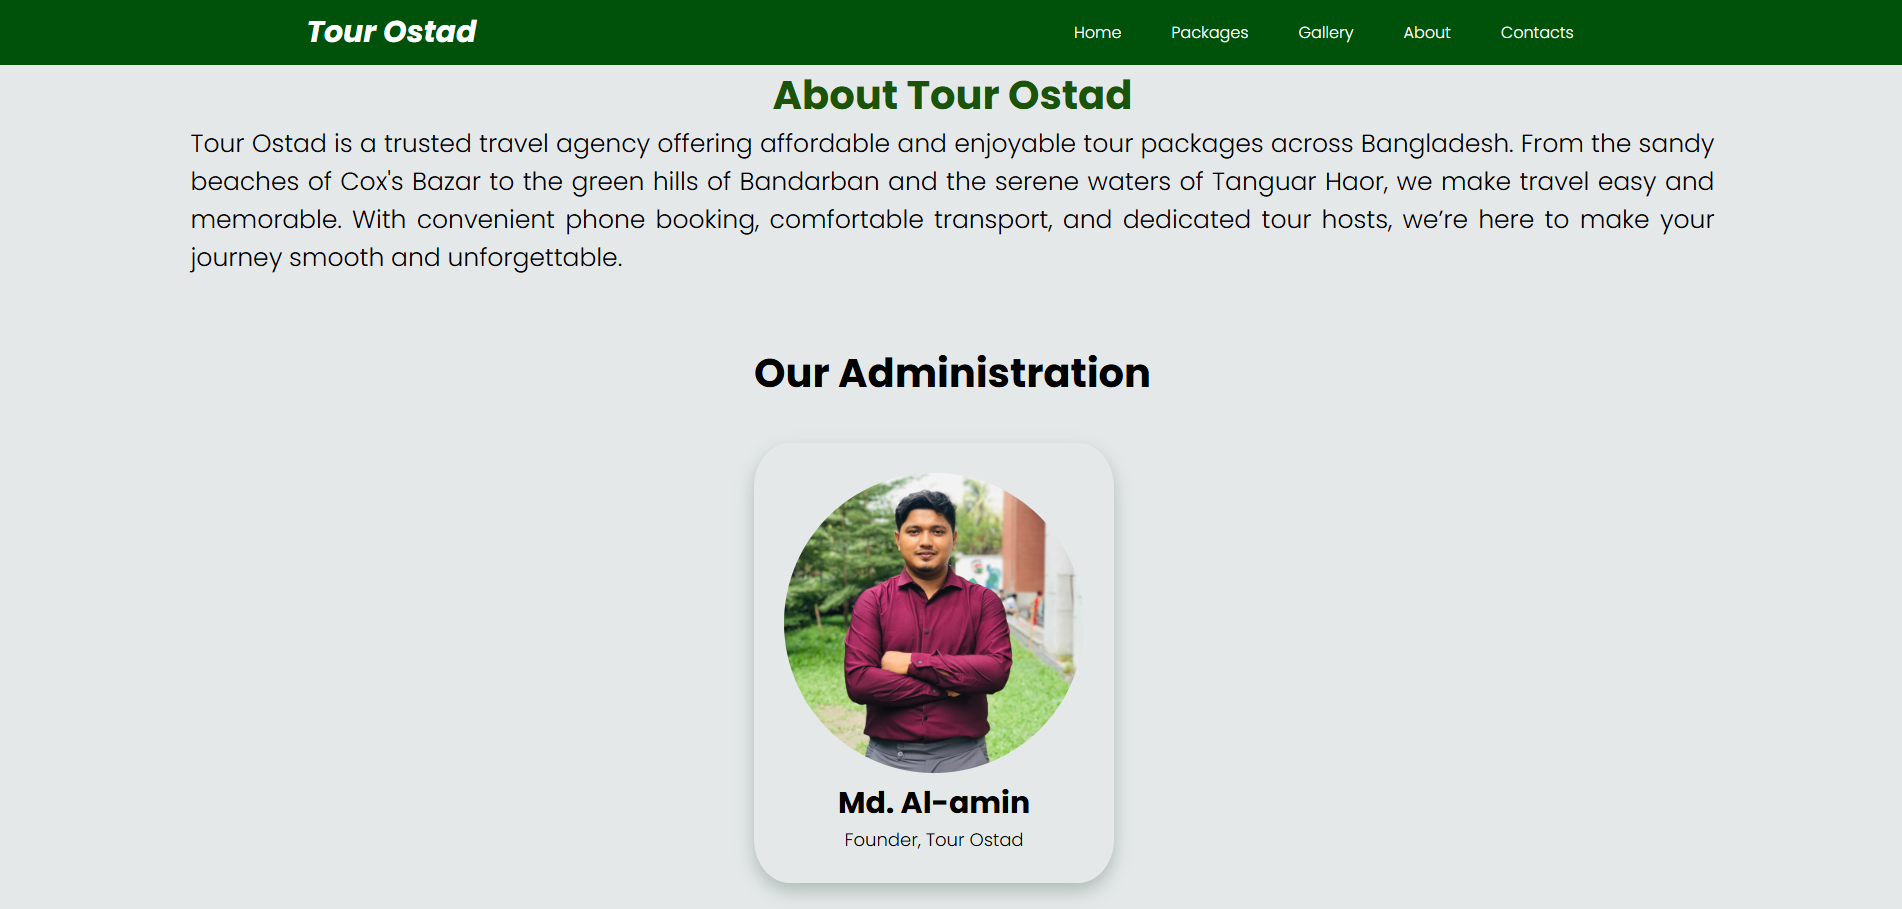 Tour Ostad
Home Packages Gallery About Contacts
About Tour Ostad
Tour Ostad is a trusted travel agency offering affordable and enjoyable tour packages across Bangladesh. From the sandy
beaches of Cox's Bazar to the green hills of Bandarban and the serene waters of Tanguar Haor, we make travel easy and
memorable. With convenient phone booking, comfortable transport, and dedicated tour hosts, we’re here to make your
journey smooth and unforgettable.
Our Administration
Md. Al-amin
Founder, Tour Ostad